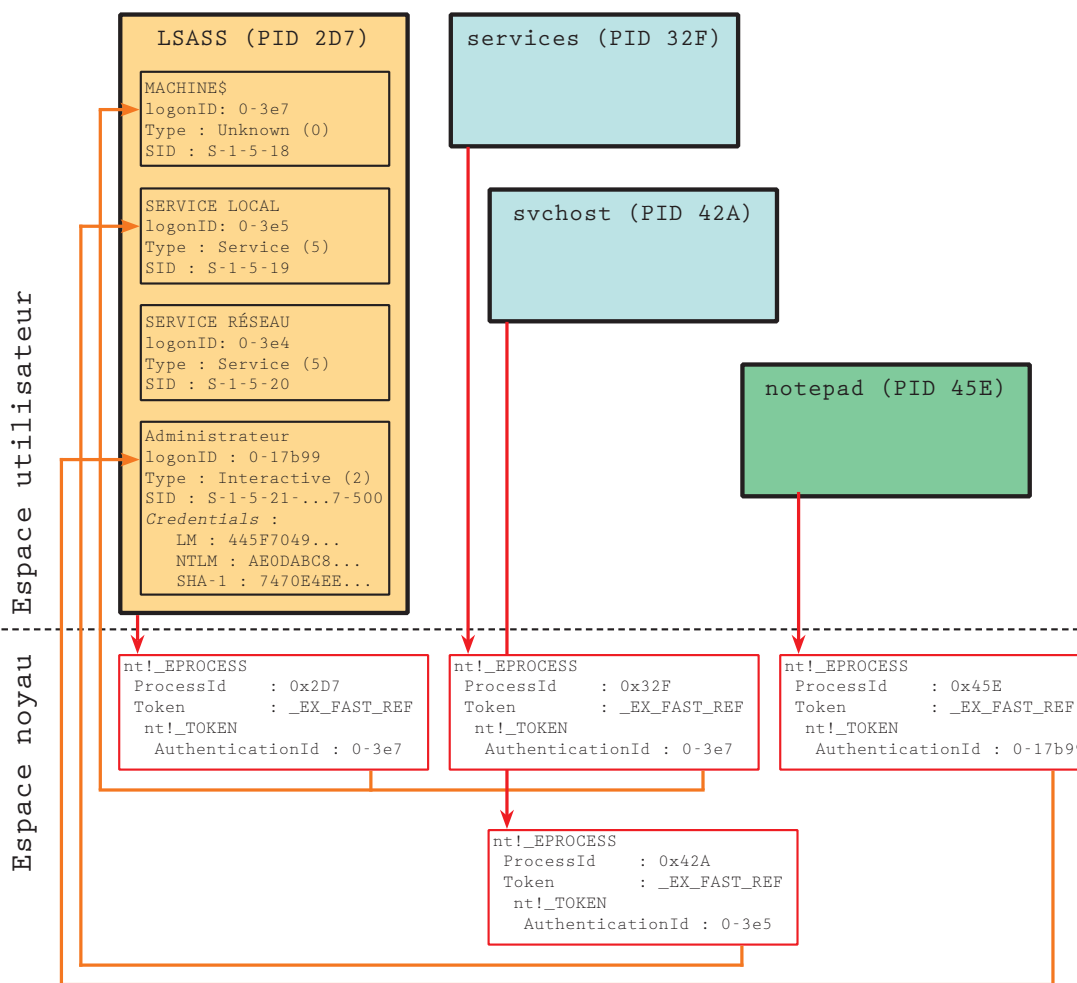 LSASS (PID 2D7)
MACHINE$
logonID: 0-3e7
Type : Unknown (0)
SID : S-1-5-18
SERVICE LOCAL
logonID: 0-3e5
Type : Service (5)
SID : S-1-5-19
SERVICE RÉSEAU
logonID: 0-3e4
Type : Service (5)
SID : S-1-5-20
Administrateur
logonID : 0-17b99
Type : Interactive (2)
SID : S-1-5-21-...7-500
Credentials :
LM : 445F7049...
NTLM : AE0DABC8...
SHA-1 : 7470E4EE...
services (PID 32F)
svchost (PID 42A)
notepad (PID 45E)
Espace utilisateur
Espace noyau
nt!_EPROCESS
ProcessId : 0x2D7
Token : _EX_FAST_REF
nt!_TOKEN
AuthenticationId : 0-3e7
nt!_EPROCESS
ProcessId : 0x32F
Token : _EX_FAST_REF
nt!_TOKEN
AuthenticationId : 0-3e7
nt!_EPROCESS
ProcessId : 0x45E
Token : _EX_FAST_REF
nt!_TOKEN
AuthenticationId : 0-17b99
nt!_EPROCESS
ProcessId : 0x42A
Token : _EX_FAST_REF
nt!_TOKEN
AuthenticationId : 0-3e5